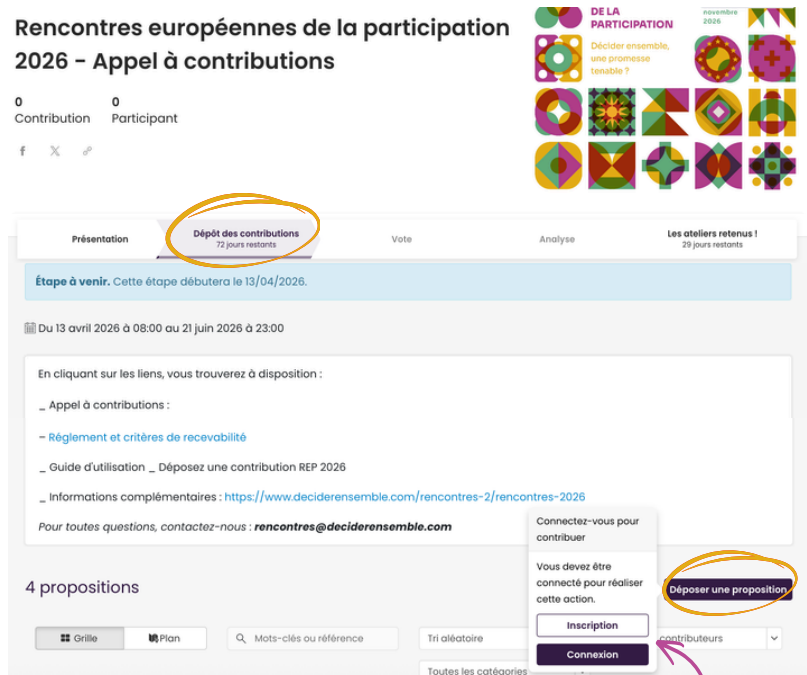 Rencontres européennes de la participation
2026 - Appel à contributions
0
Contribution
0
Participant
DE LA
PARTICIPATION
novembre
2026
Décider ensemble,
une promesse
tenable ?
Présentation
Dépôt des contributions
72 jours restants
Vote
Analyse
Les ateliers retenus !
29 jours restants
Étape à venir. Cette étape débutera le 13/04/2026.
Du 13 avril 2026 à 08:00 au 21 juin 2026 à 23:00
En cliquant sur les liens, vous trouverez à disposition :
_ Appel à contributions :
– Réglement et critères de recevabilité
_ Guide d'utilisation _ Déposez une contribution REP 2026
_ Informations complémentaires : https://www.deciderensemble.com/rencontres-2/rencontres-2026
Pour toutes questions, contactez-nous : rencontres@deciderensemble.com
Connectez-vous pour
contribuer
Vous devez être
connecté pour réaliser
cette action.
Inscription
Connexion
4 propositions
Déposer une proposition
Grille
Plan
Mots-clés ou référence
Tri aléatoire
contributeurs
Toutes les catégories